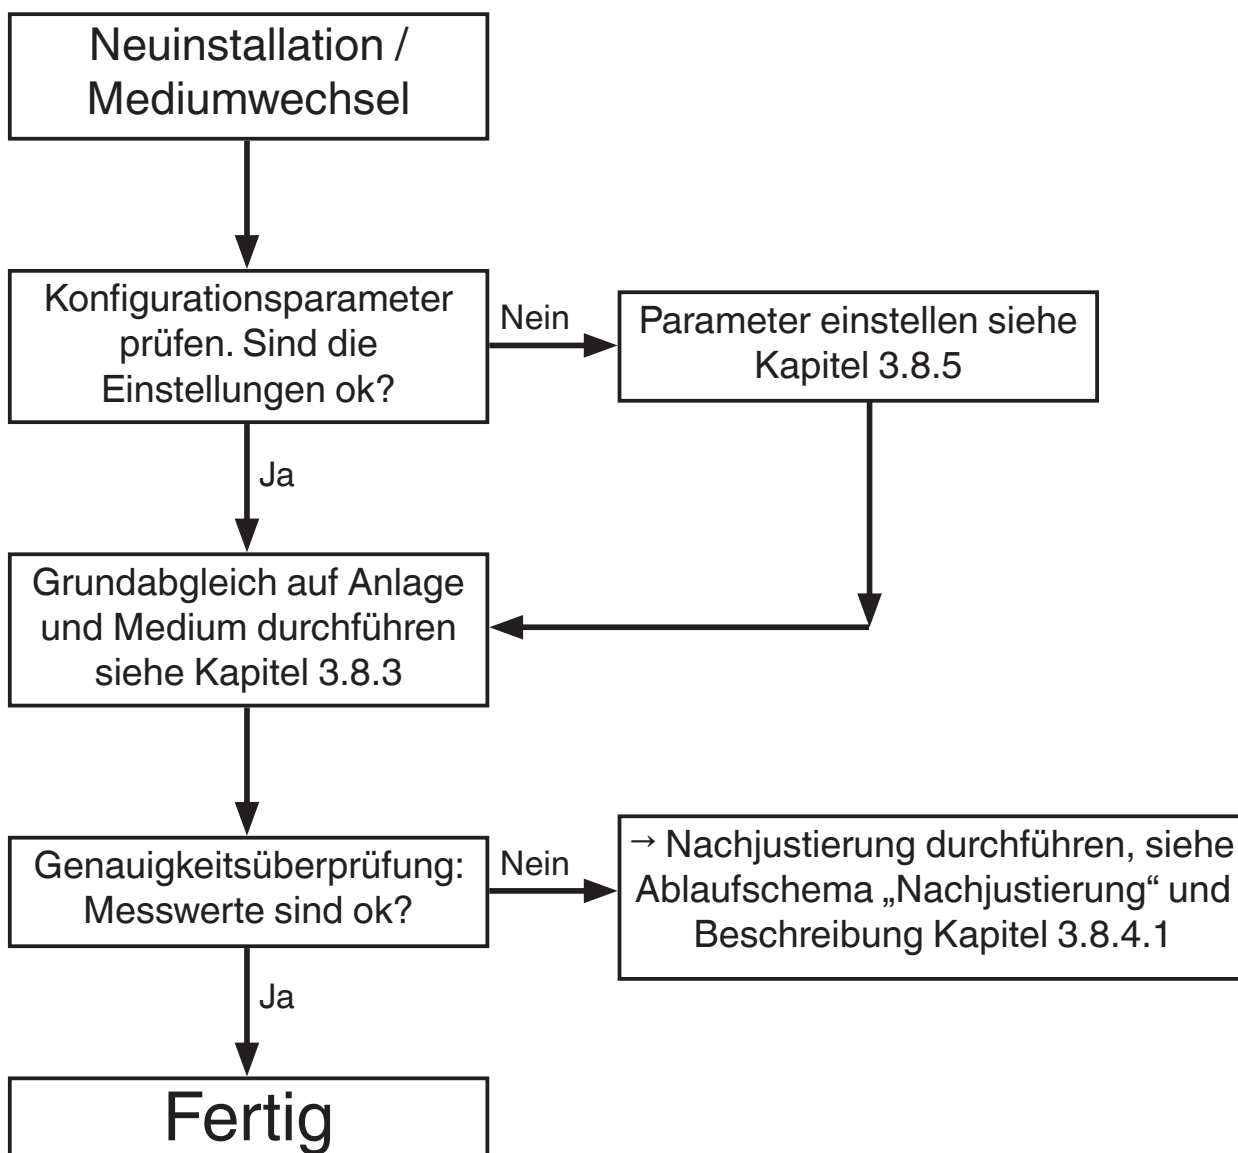 Neuinstallation /
Mediumwechsel
Konfigurationsparameter
prüfen. Sind die
Einstellungen ok?
Nein
Parameter einstellen siehe
Kapitel 3.8.5
Ja
Grundabgleich auf Anlage
und Medium durchführen
siehe Kapitel 3.8.3
Genauigkeitsüberprüfung:
Messwerte sind ok?
Nein
→ Nachjustierung durchführen, siehe
Ablaufschema „Nachjustierung“ und
Beschreibung Kapitel 3.8.4.1
Ja
Fertig